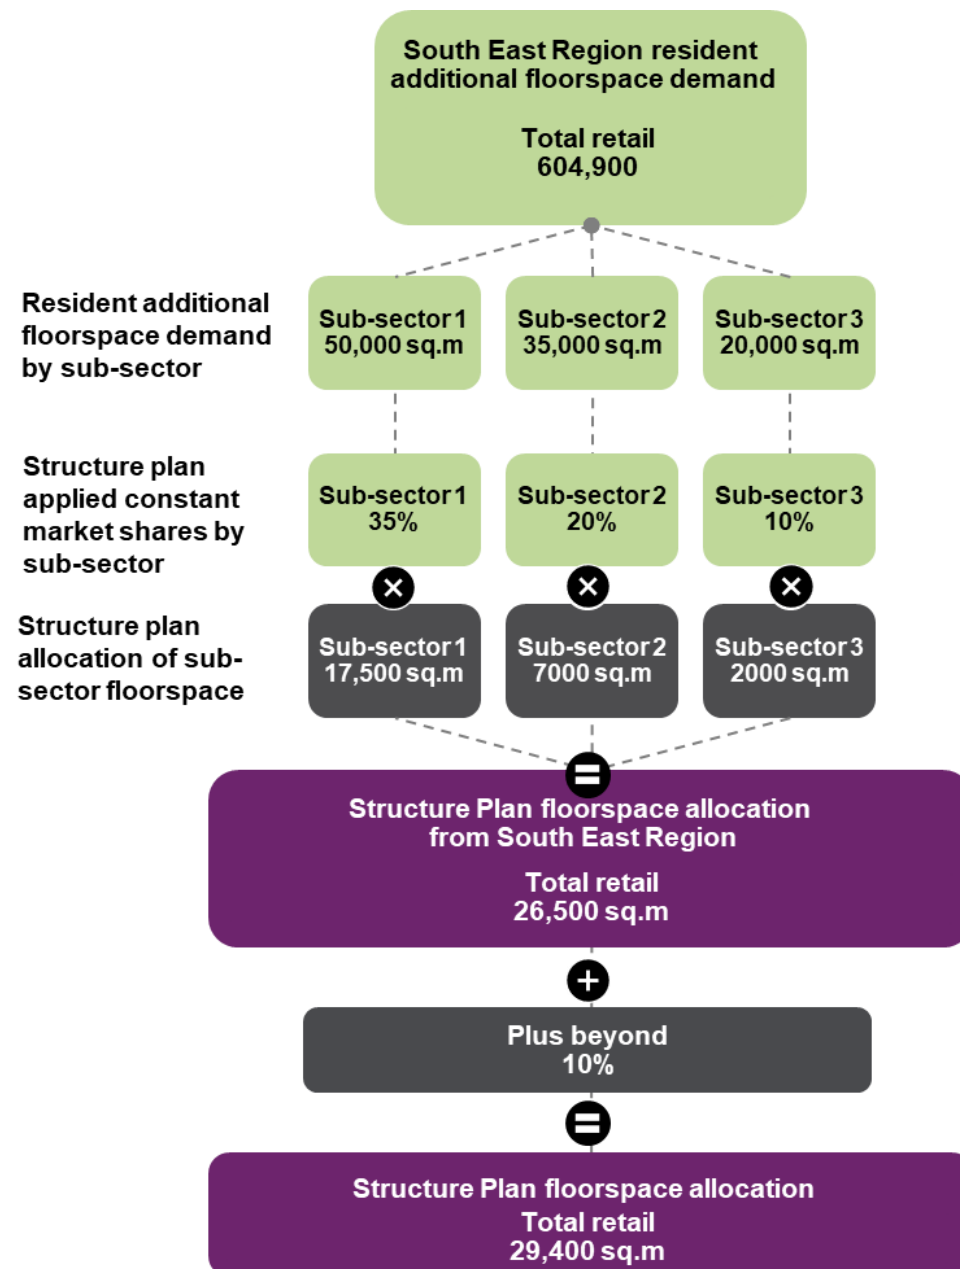 South East Region resident
additional floorspace demand
Total retail
604,900
Resident additional
floorspace demand
by sub-sector
Sub-sector 1
50,000 sq.m
Sub-sector 2
35,000 sq.m
Sub-sector 3
20,000 sq.m
Structure plan
applied constant
market shares by
sub-sector
Sub-sector 1
35%
Sub-sector 2
20%
Sub-sector 3
10%
×
×
×
Structure plan
allocation of sub-
sector floorspace
Sub-sector 1
17,500 sq.m
Sub-sector 2
7000 sq.m
Sub-sector 3
2000 sq.m
=
Structure Plan floorspace allocation
from South East Region
Total retail
26,500 sq.m
+
Plus beyond
10%
=
Structure Plan floorspace allocation
Total retail
29,400 sq.m